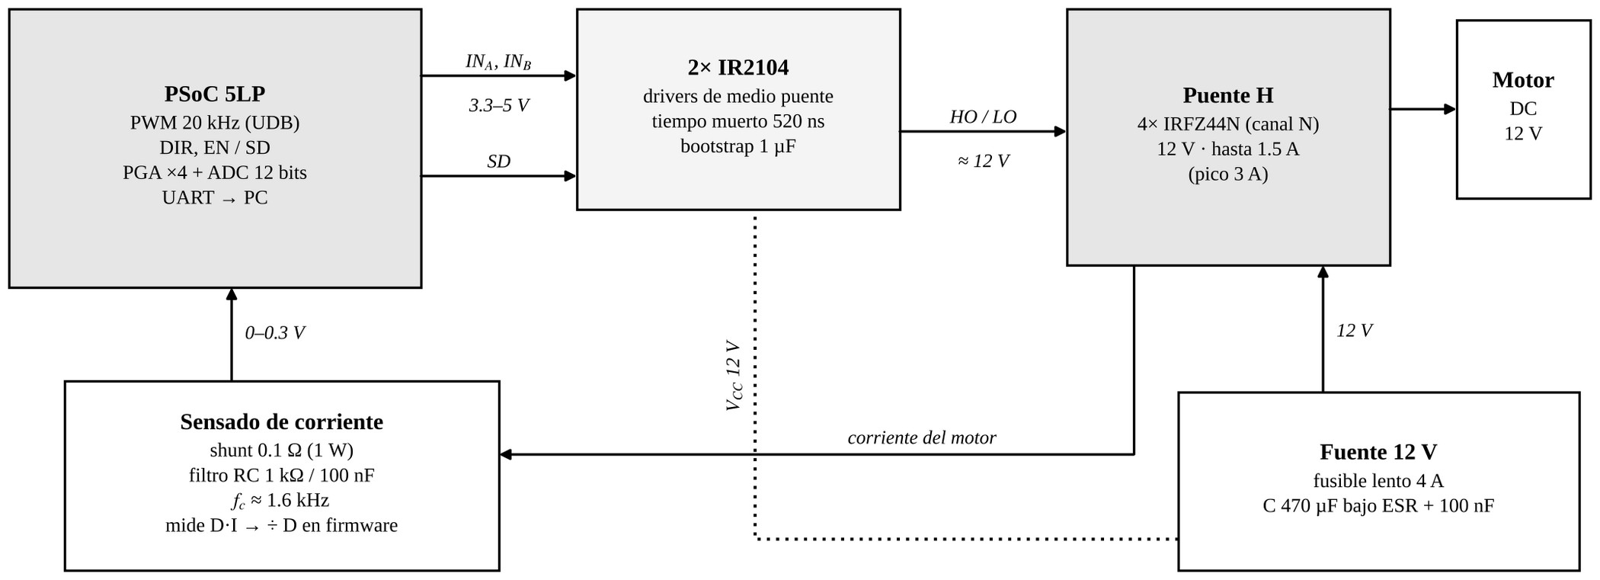 PSoC 5LP
PWM 20 kHz (UDB)
DIR, EN / SD
PGA ×4 + ADC 12 bits
UART → PC
IN_A, IN_B
3.3–5 V
SD
2× IR2104
drivers de medio puente
tiempo muerto 520 ns
bootstrap 1 µF
HO / LO
≈ 12 V
Puente H
4× IRFZ44N (canal N)
12 V · hasta 1.5 A
(pico 3 A)
Motor
DC
12 V
0–0.3 V
V_CC 12 V
12 V
corriente del motor
Sensado de corriente
shunt 0.1 Ω (1 W)
filtro RC 1 kΩ / 100 nF
f_c ≈ 1.6 kHz
mide D·I → ÷ D en firmware
Fuente 12 V
fusible lento 4 A
C 470 µF bajo ESR + 100 nF